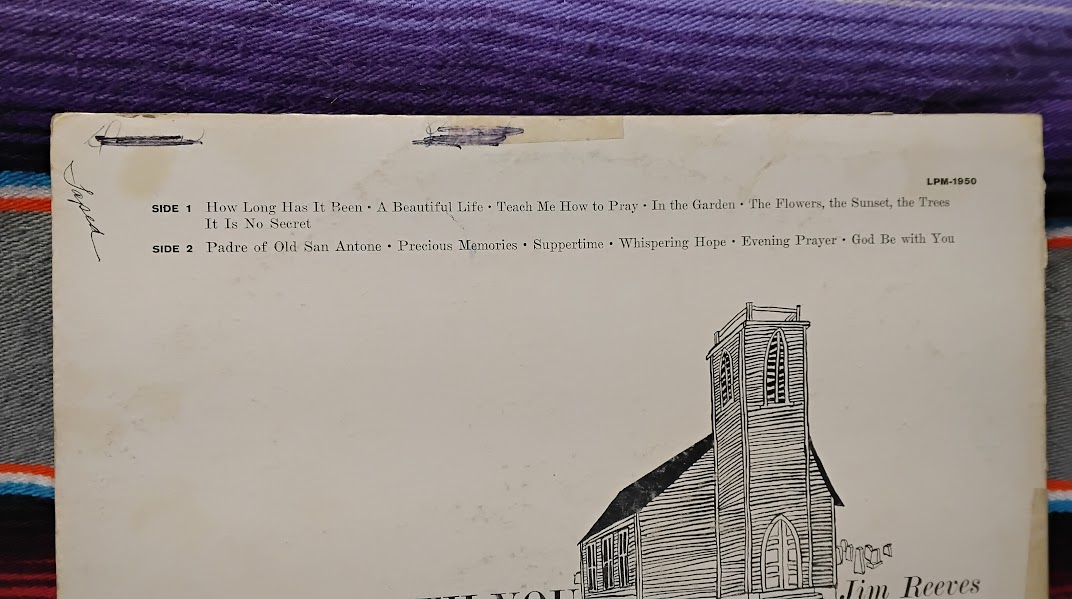 LPM-1950
Taped
SIDE 1 How Long Has It Been • A Beautiful Life • Teach Me How to Pray • In the Garden • The Flowers, the Sunset, the Trees
It Is No Secret
SIDE 2 Padre of Old San Antone • Precious Memories • Suppertime • Whispering Hope • Evening Prayer • God Be with You
YOU
Jim Reeves